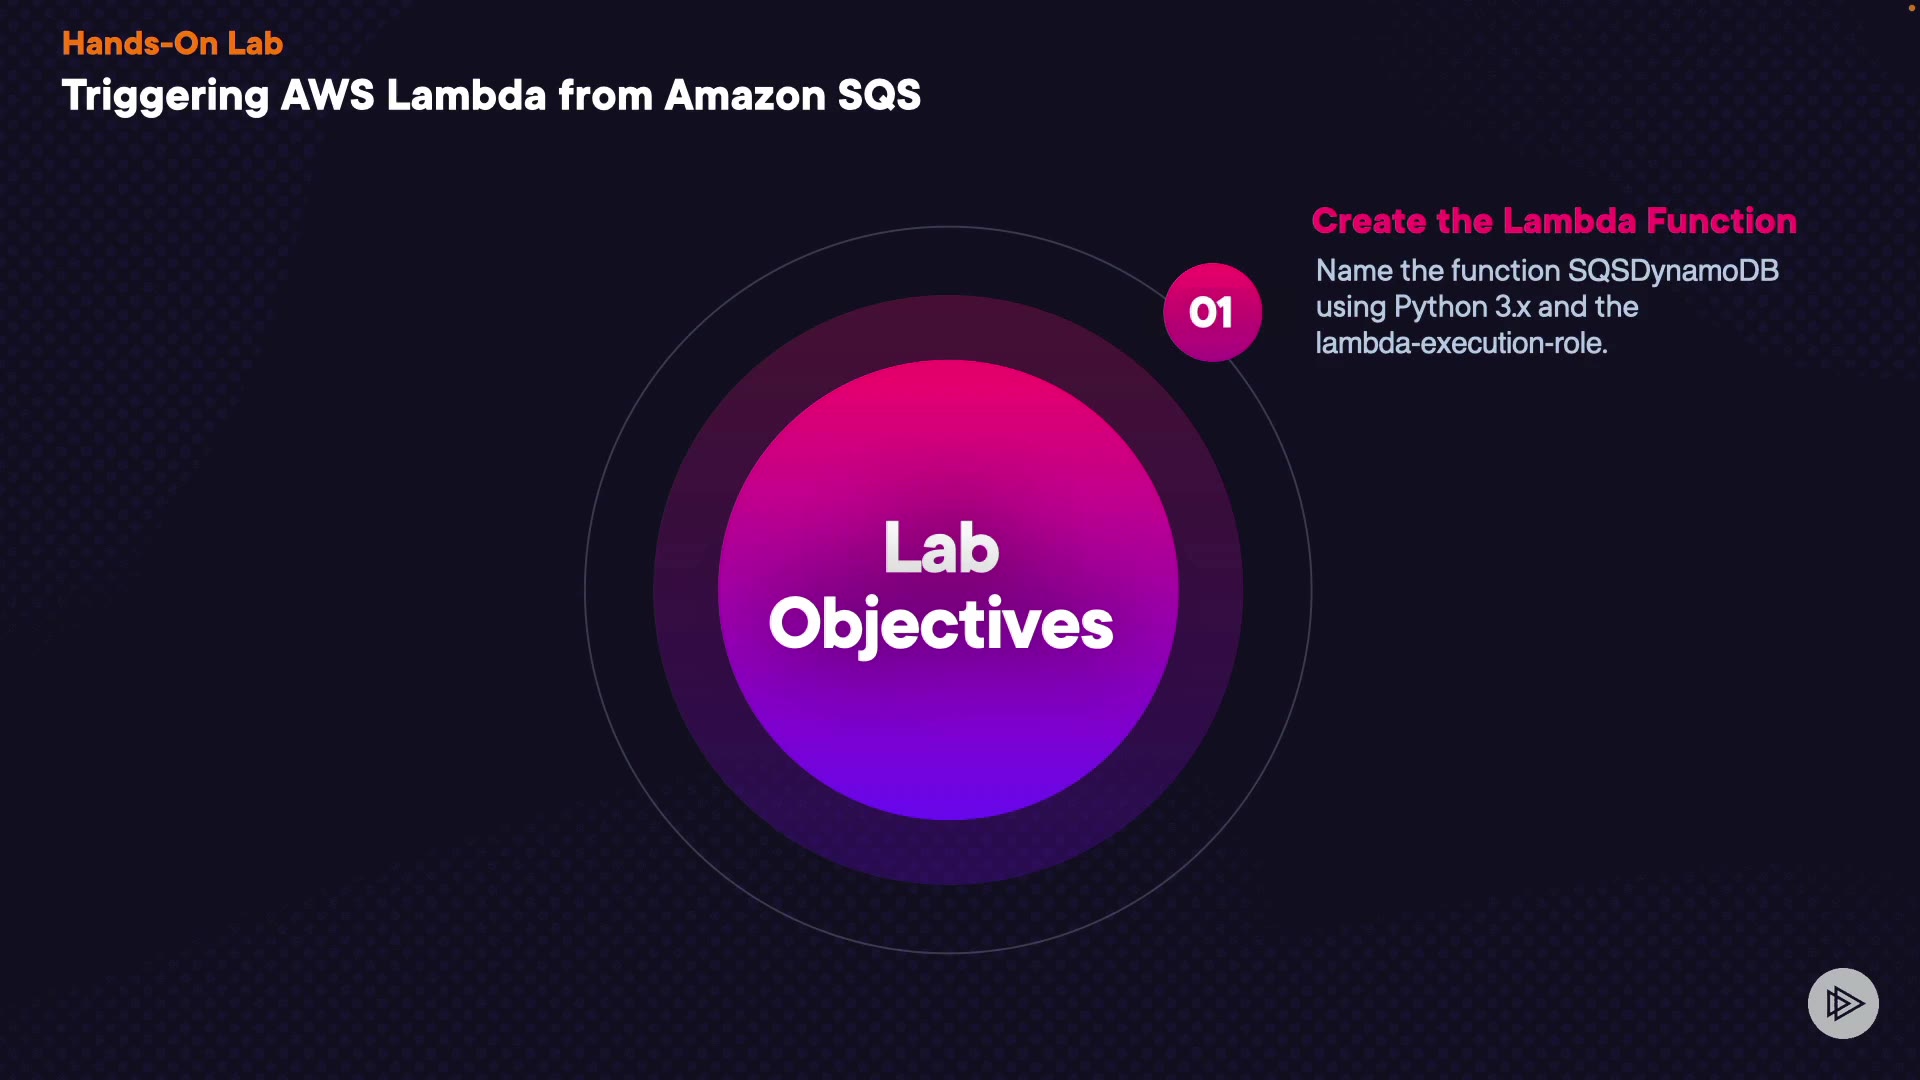 Hands-On Lab
Triggering AWS Lambda from Amazon SQS
Create the Lambda Function
Name the function SQSDynamoDB
using Python 3.x and the
lambda-execution-role.
01
Lab
Objectives